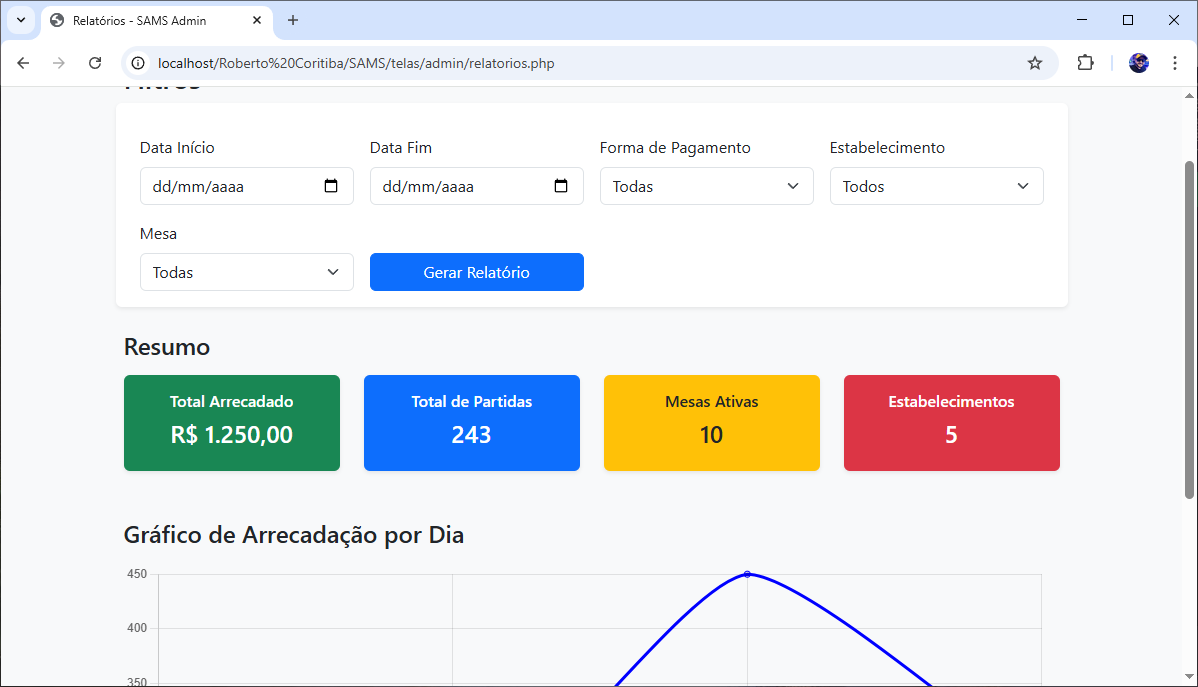 Relatórios - SAMS Admin
localhost/Roberto%20Coritiba/SAMS/telas/admin/relatorios.php
Filtros
Data Início Data Fim Forma de Pagamento Estabelecimento
dd/mm/aaaa dd/mm/aaaa Todas Todos
Mesa
Todas Gerar Relatório
Resumo
Total Arrecadado Total de Partidas Mesas Ativas Estabelecimentos
R$ 1.250,00 243 10 5
Gráfico de Arrecadação por Dia
450
400
350